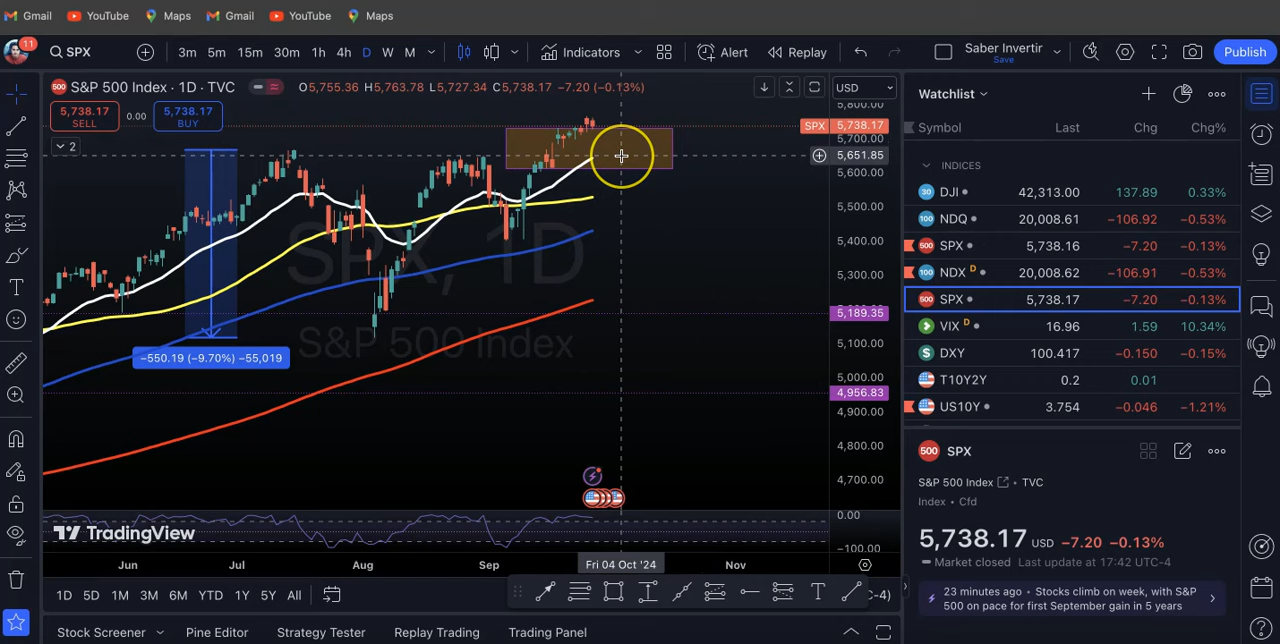 Gmail YouTube Maps Gmail YouTube Maps
11 SPX 3m 5m 15m 30m 1h 4h D W M Indicators Alert Replay Saber Invertir Save Publish
500 S&P 500 Index · 1D · TVC O5,755.36 H5,763.78 L5,727.34 C5,738.17 −7.20 (−0.13%) USD
5,738.17 SELL 0.00 5,738.17 BUY
2
5,800.00
SPX 5,738.17
5,700.00
5,651.85
5,600.00
5,500.00
5,400.00
5,300.00
5,189.35
5,100.00
5,000.00
4,956.83
4,900.00
4,800.00
4,700.00
SPX, 1D
S&P 500 Index
−550.19 (−9.70%) −55,019
0.00
−100.00
TradingView
Jun Jul Aug Sep Fri 04 Oct '24 Nov
1D 5D 1M 3M 6M YTD 1Y 5Y All C-4)
Stock Screener Pine Editor Strategy Tester Replay Trading Trading Panel
Watchlist
Symbol Last Chg Chg%
INDICES
30 DJI 42,313.00 137.89 0.33%
100 NDQ 20,008.61 −106.92 −0.53%
500 SPX 5,738.16 −7.20 −0.13%
100 NDX D 20,008.62 −106.91 −0.53%
500 SPX 5,738.17 −7.20 −0.13%
VIX D 16.96 1.59 10.34%
DXY 100.417 −0.150 −0.15%
T10Y2Y 0.2 0.01
US10Y 3.754 −0.046 −1.21%
500 SPX
S&P 500 Index • TVC
Index • Cfd
5,738.17 USD −7.20 −0.13%
Market closed Last update at 17:42 UTC-4
23 minutes ago • Stocks climb on week, with S&P
500 on pace for first September gain in 5 years